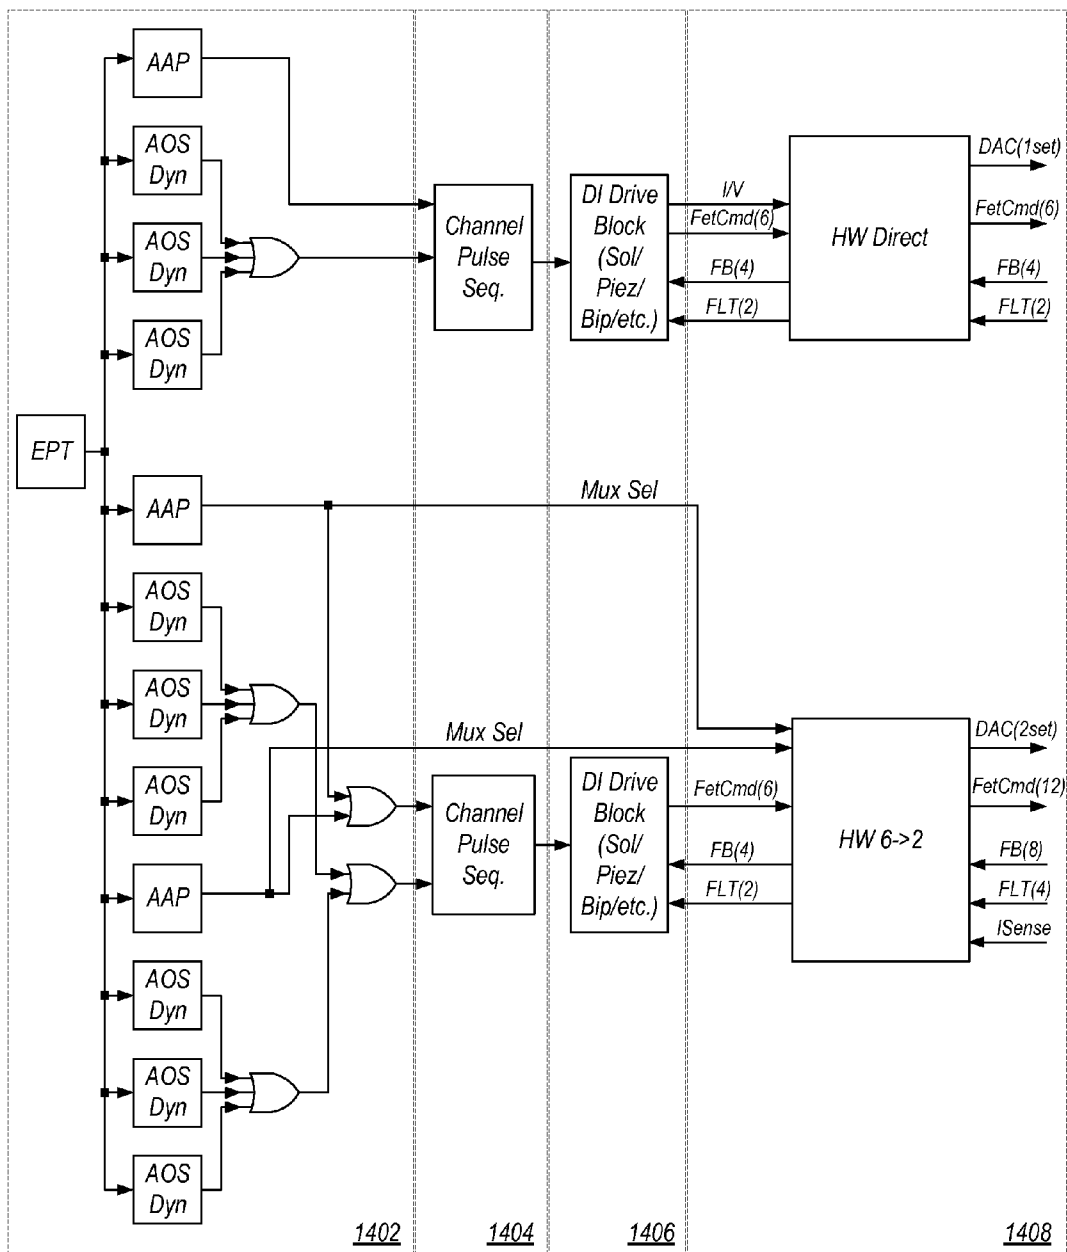 AAP
AOS
Dyn
AOS
Dyn
AOS
Dyn
EPT
AAP
AOS
Dyn
AOS
Dyn
AOS
Dyn
AAP
AOS
Dyn
AOS
Dyn
AOS
Dyn
Channel
Pulse
Seq.
DI Drive
Block
(Sol/
Piez/
Bip/etc.)
I/V
FetCmd(6)
FB(4)
FLT(2)
HW Direct
DAC(1set)
FetCmd(6)
FB(4)
FLT(2)
Mux Sel
Mux Sel
Channel
Pulse
Seq.
DI Drive
Block
(Sol/
Piez/
Bip/etc.)
FetCmd(6)
FB(4)
FLT(2)
HW 6->2
DAC(2set)
FetCmd(12)
FB(8)
FLT(4)
ISense
1402
1404
1406
1408